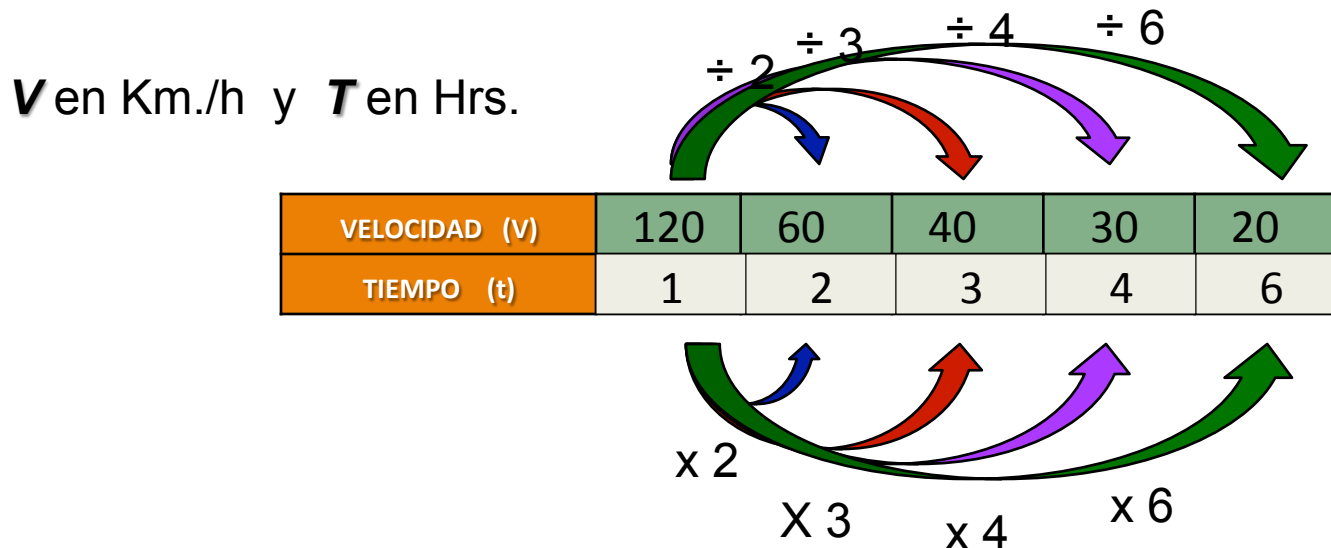 ÷ 2 ÷ 3 ÷ 4 ÷ 6
V en Km./h y T en Hrs.
VELOCIDAD (V) 120 60 40 30 20
TIEMPO (t) 1 2 3 4 6
x 2 X 3 x 4 x 6